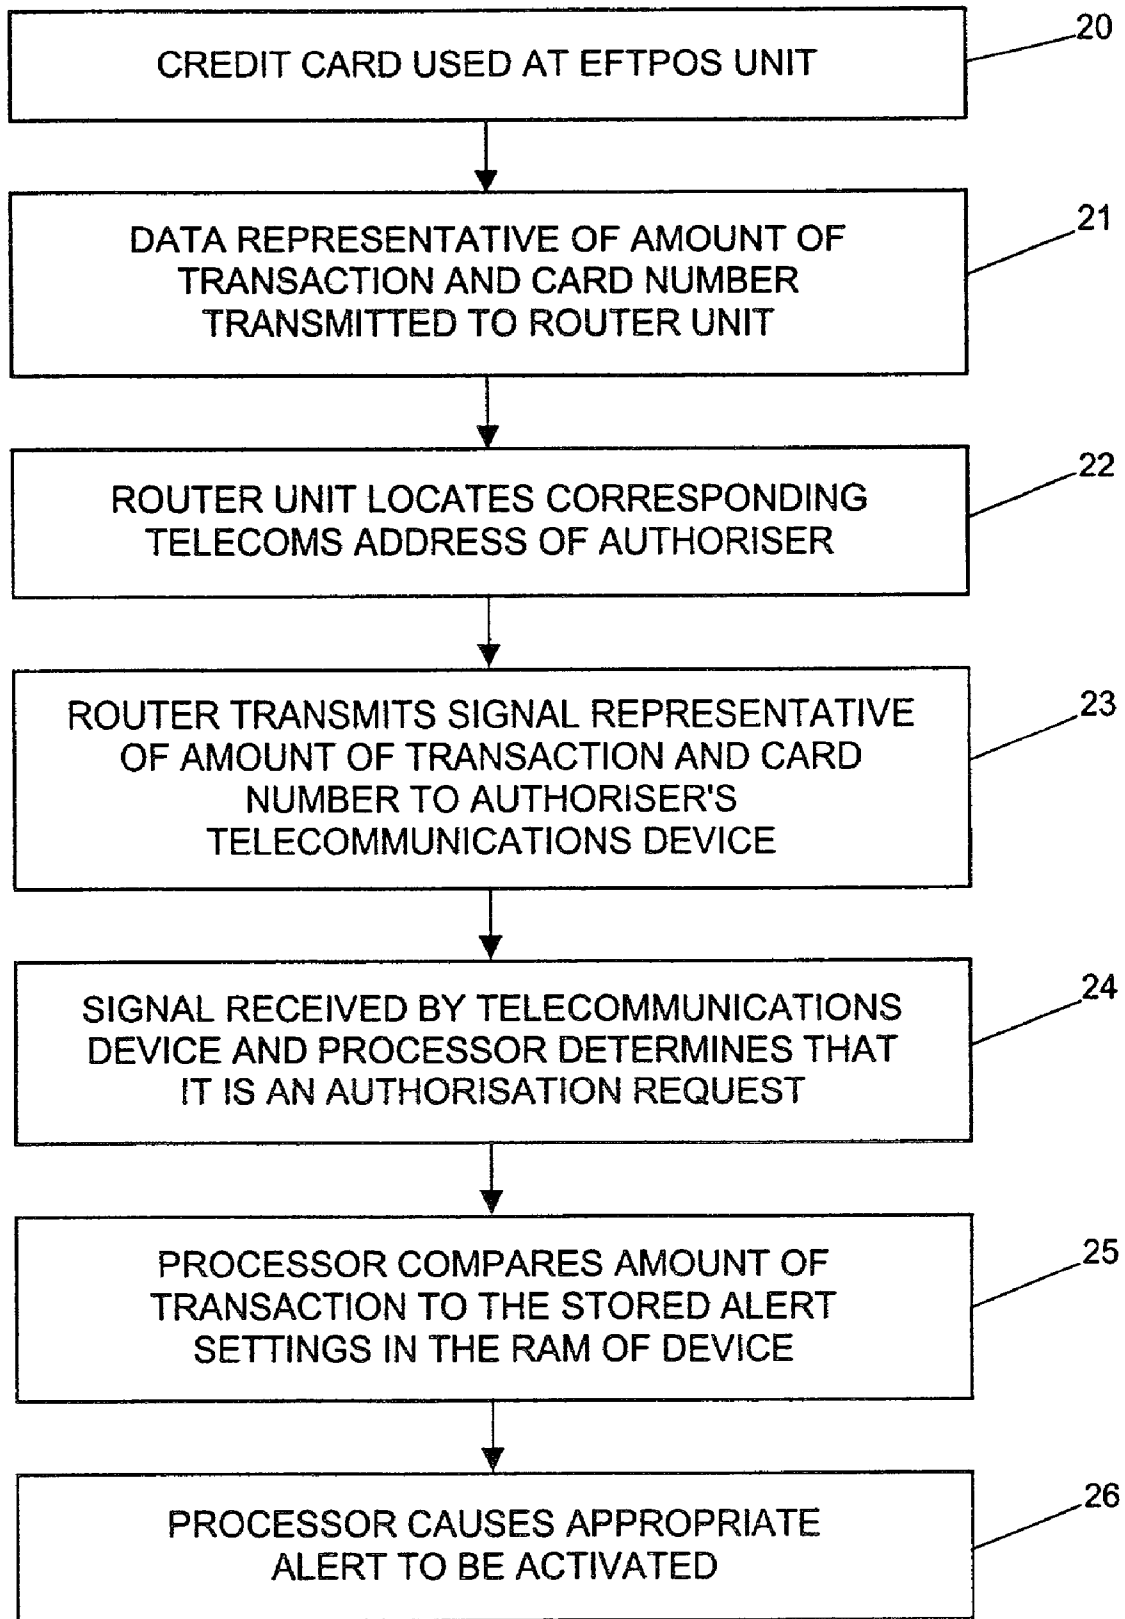 CREDIT CARD USED AT EFTPOS UNIT
20
DATA REPRESENTATIVE OF AMOUNT OF
TRANSACTION AND CARD NUMBER
TRANSMITTED TO ROUTER UNIT
21
ROUTER UNIT LOCATES CORRESPONDING
TELECOMS ADDRESS OF AUTHORISER
22
ROUTER TRANSMITS SIGNAL REPRESENTATIVE
OF AMOUNT OF TRANSACTION AND CARD
NUMBER TO AUTHORISER'S
TELECOMMUNICATIONS DEVICE
23
SIGNAL RECEIVED BY TELECOMMUNICATIONS
DEVICE AND PROCESSOR DETERMINES THAT
IT IS AN AUTHORISATION REQUEST
24
PROCESSOR COMPARES AMOUNT OF
TRANSACTION TO THE STORED ALERT
SETTINGS IN THE RAM OF DEVICE
25
PROCESSOR CAUSES APPROPRIATE
ALERT TO BE ACTIVATED
26